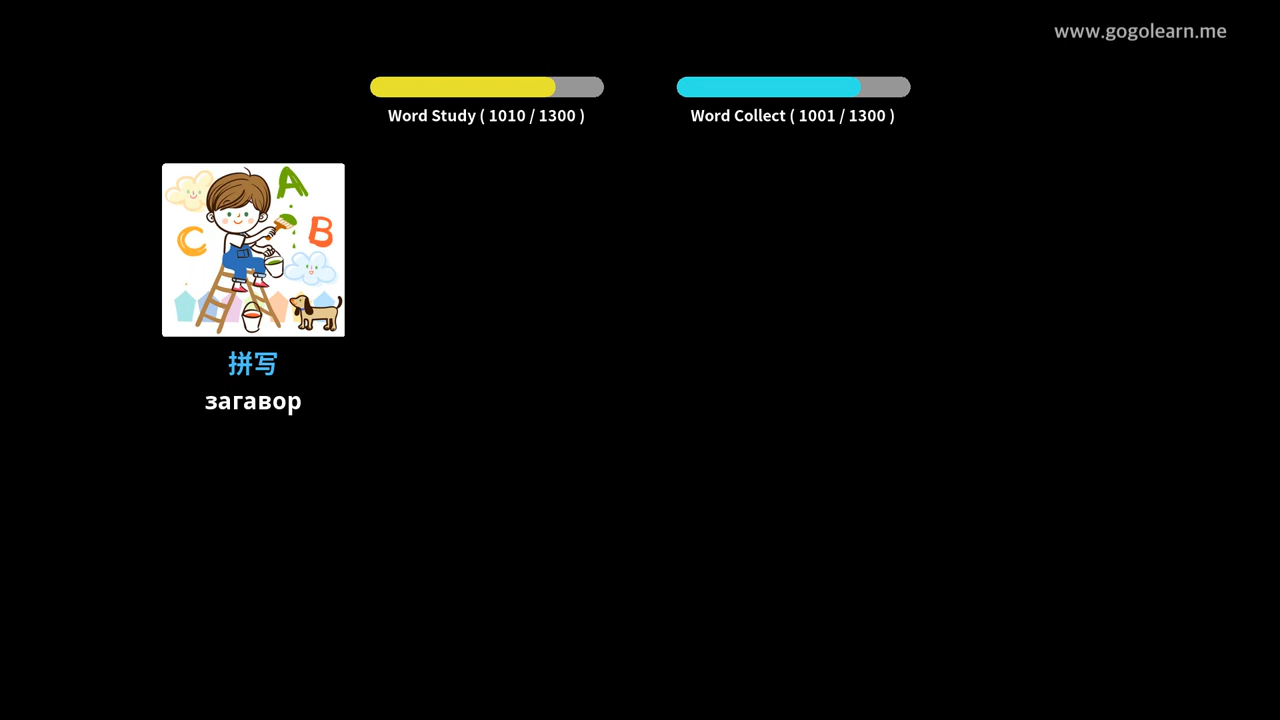 www.gogolearn.me
Word Study ( 1010 / 1300 )
Word Collect ( 1001 / 1300 )
A
B
C
拼写
загавор